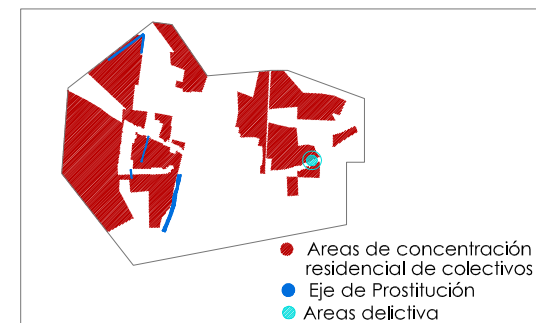 Areas de concentración
residencial de colectivos
Eje de Prostitución
Areas delictiva